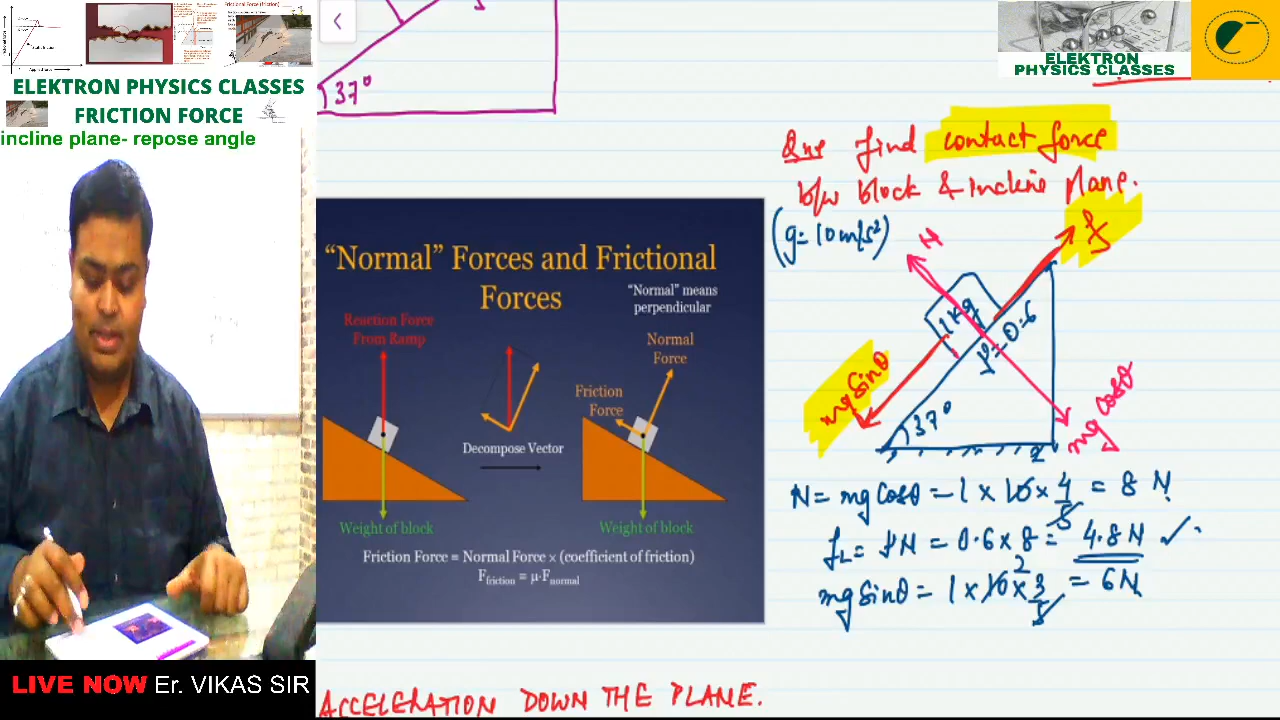 Frictional Force (friction)
ELEKTRON PHYSICS CLASSES
FRICTION FORCE
incline plane- repose angle
LIVE NOW Er. VIKAS SIR
37°
"Normal" Forces and Frictional
Forces
"Normal" means
perpendicular
Reaction Force
From Ramp
Normal
Force
Friction
Force
Decompose Vector
Weight of block
Weight of block
Friction Force = Normal Force × (coefficient of friction)
Ffriction = μ·Fnormal
ACCELERATION DOWN THE PLANE.
ELEKTRON
PHYSICS CLASSES
Que find contact force
b/w block & incline plane.
(g=10m/s²)
N
f
1kg
μ=0.6
mg sinθ
37°
mg cosθ
N = mg cosθ = 1 × 10 × 4/5 = 8 N
fL = μN = 0.6 × 8 = 4.8 N ✓
2
mg sinθ = 1 × 10 × 3/5 = 6N